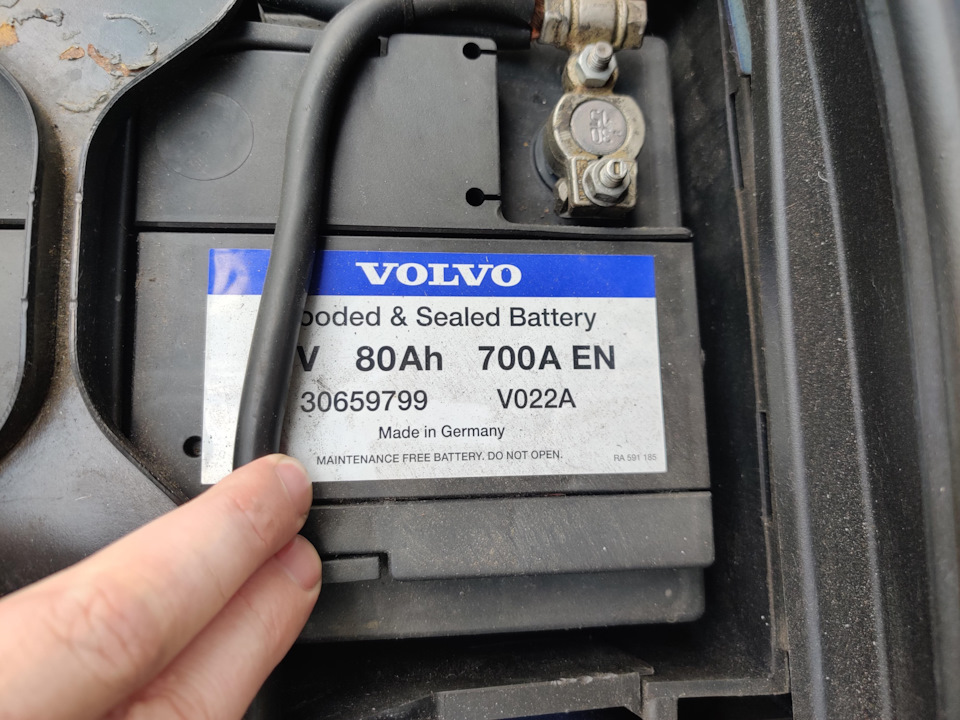 VOLVO
ooded & Sealed Battery
V 80Ah 700A EN
30659799 V022A
Made in Germany
MAINTENANCE FREE BATTERY. DO NOT OPEN.
RA 591 185